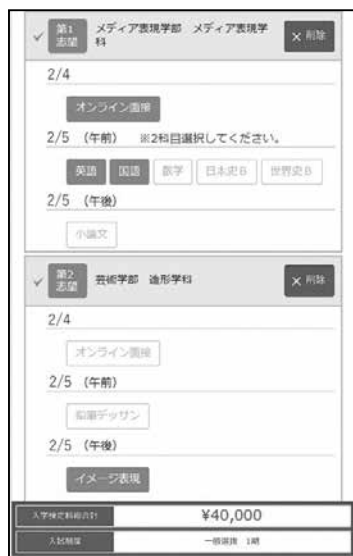 第1志望 メディア表現学部 メディア表現学科 × 削除
2/4
オンライン面接
2/5 (午前) ※2科目選択してください。
英語 国語 数学 日本史B 世界史B
2/5 (午後)
小論文
第2志望 芸術学部 造形学科 × 削除
2/4
オンライン面接
2/5 (午前)
鉛筆デッサン
2/5 (午後)
イメージ表現
入学検定料総合計 ¥40,000
入試制度 一般選抜 1期